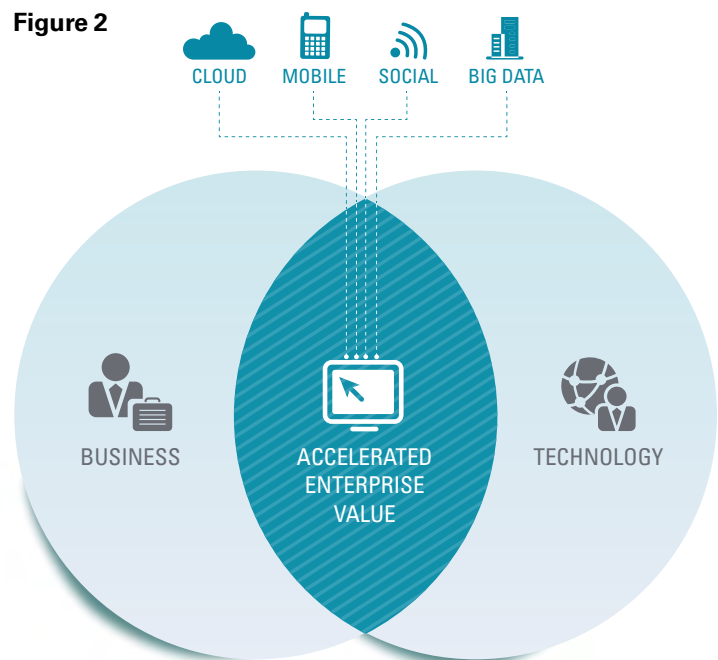 Figure 2
CLOUD
MOBILE
SOCIAL
BIG DATA
BUSINESS
ACCELERATED
ENTERPRISE
VALUE
TECHNOLOGY